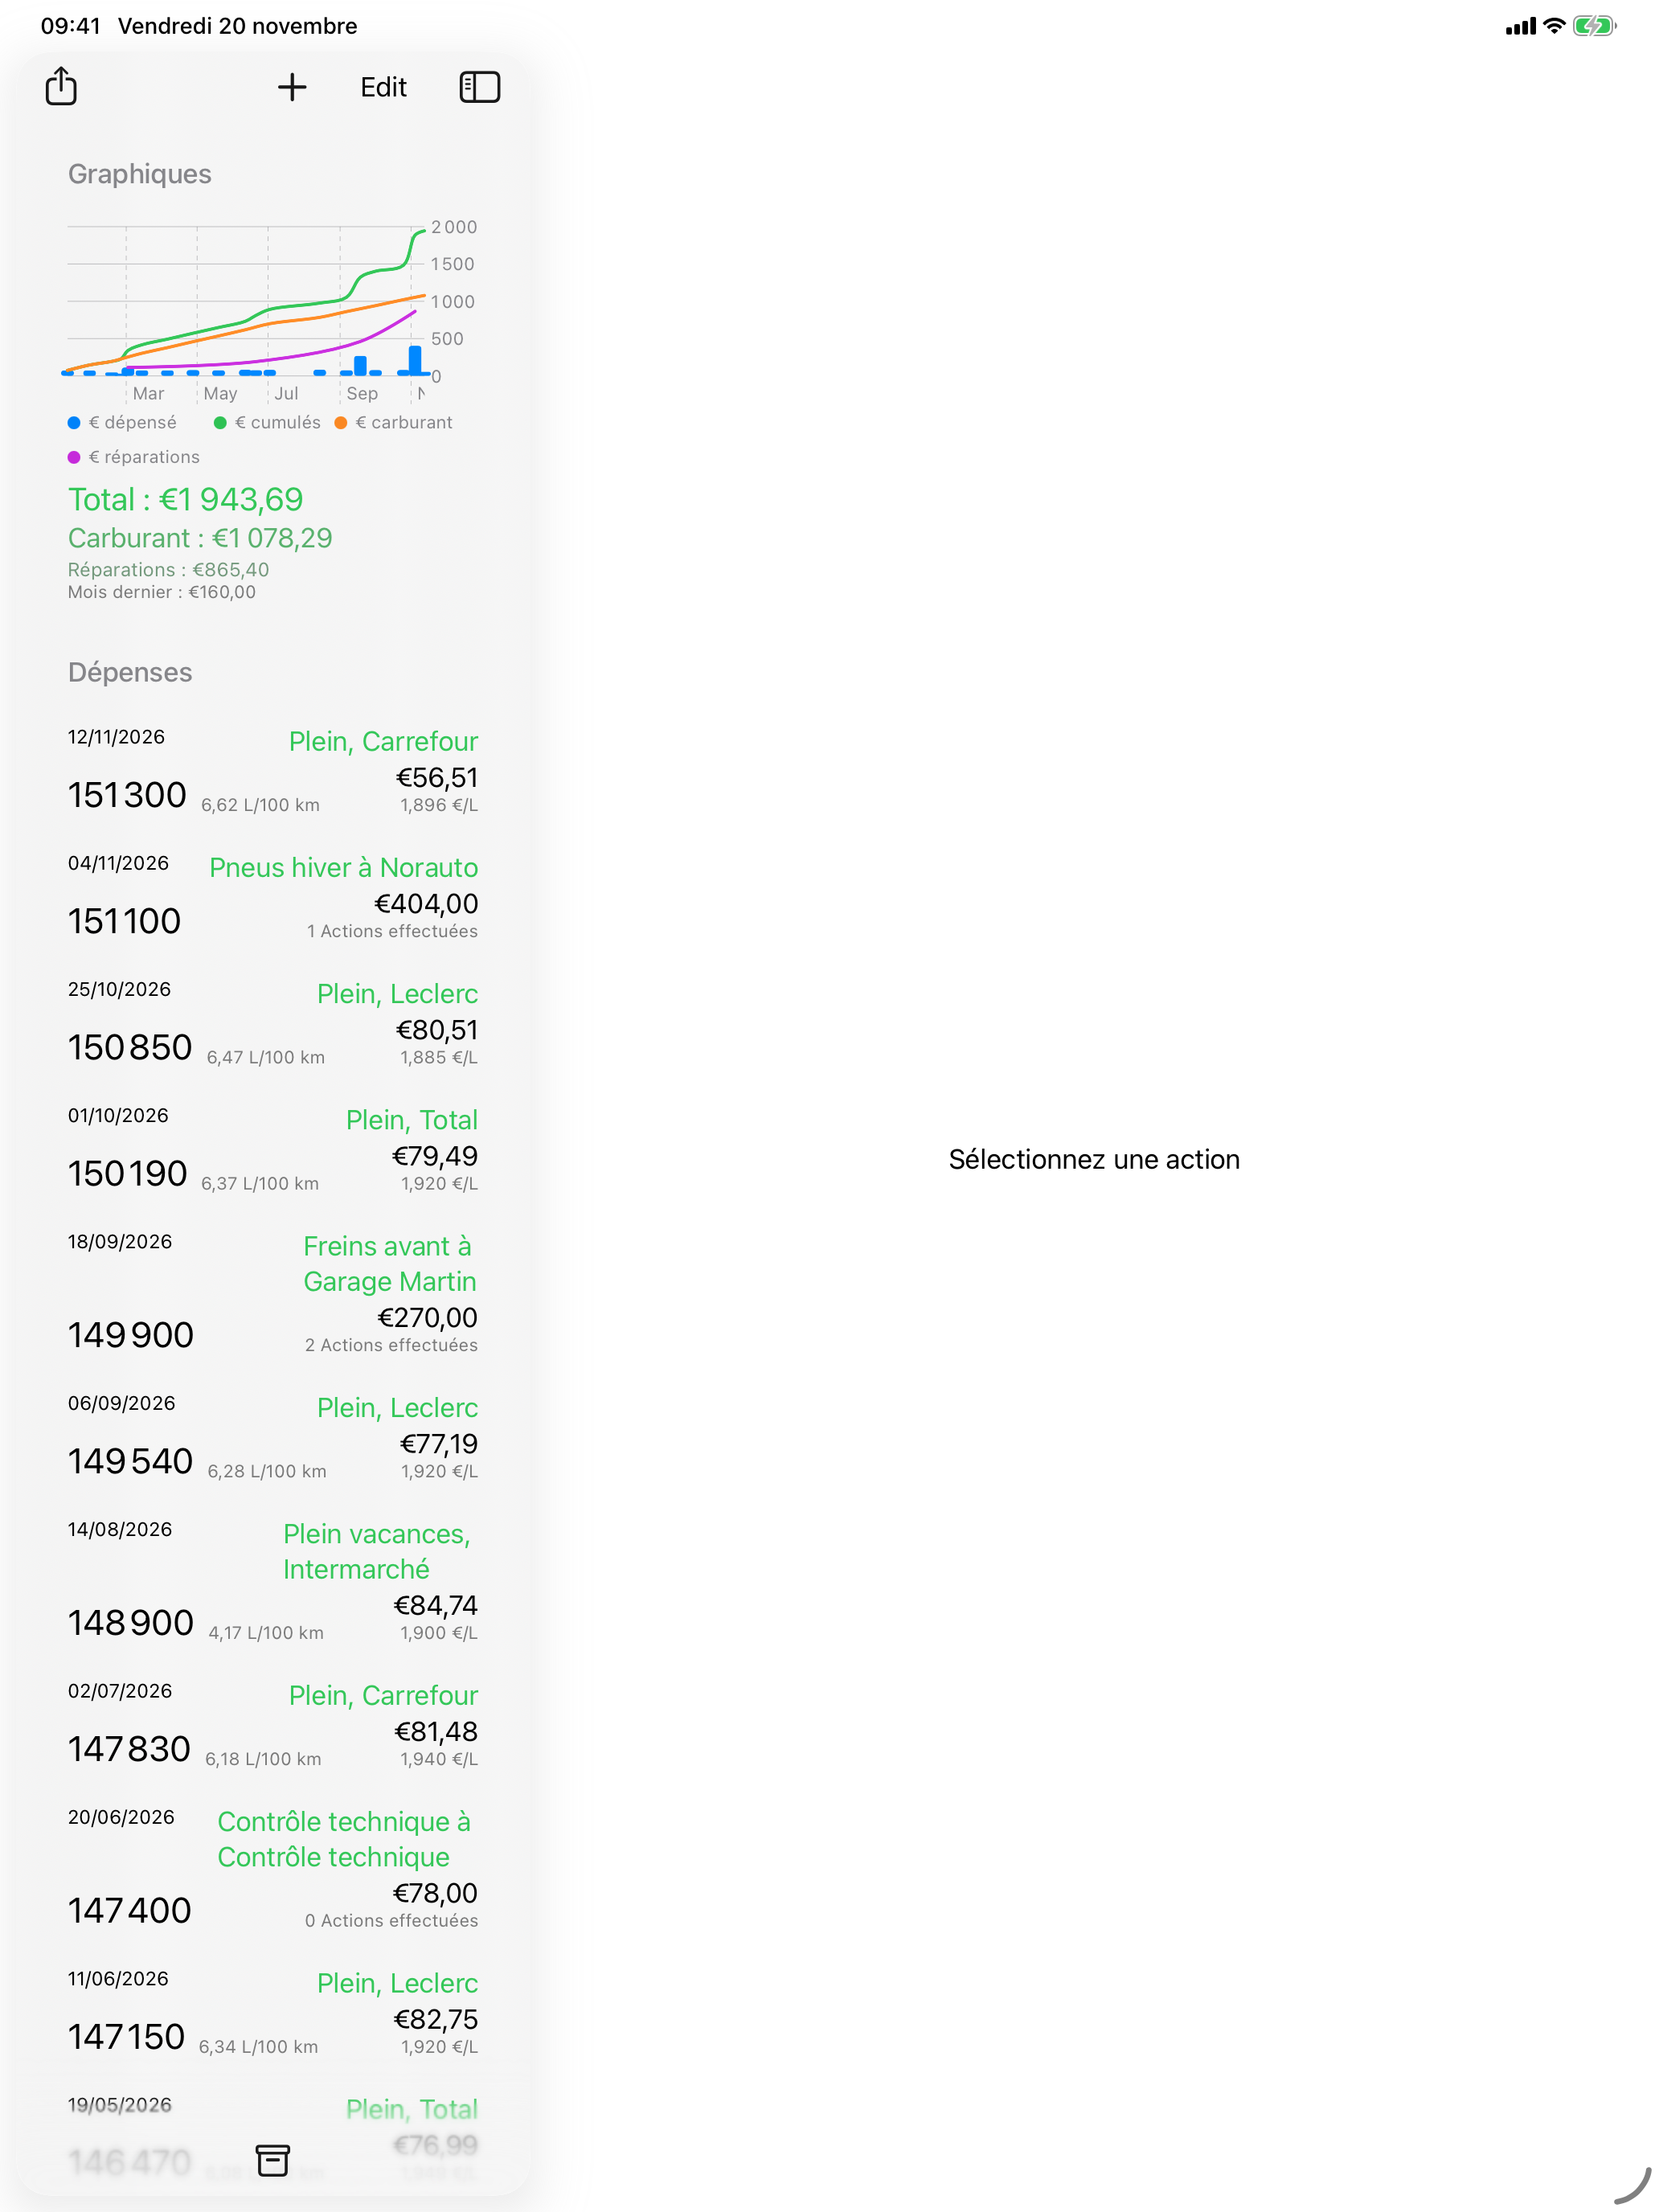 09:41 Vendredi 20 novembre
Edit
Graphiques
2 000
1 500
1 000
500
0
Mar May Jul Sep
€ dépensé € cumulés € carburant
€ réparations
Total : €1 943,69
Carburant : €1 078,29
Réparations : €865,40
Mois dernier : €160,00
Dépenses
12/11/2026 Plein, Carrefour
€56,51
151 300 6,62 L/100 km 1,896 €/L
04/11/2026 Pneus hiver à Norauto
€404,00
151 100 1 Actions effectuées
25/10/2026 Plein, Leclerc
€80,51
150 850 6,47 L/100 km 1,885 €/L
01/10/2026 Plein, Total
€79,49
150 190 6,37 L/100 km 1,920 €/L
18/09/2026 Freins avant à
Garage Martin
€270,00
149 900 2 Actions effectuées
06/09/2026 Plein, Leclerc
€77,19
149 540 6,28 L/100 km 1,920 €/L
Sélectionnez une action
14/08/2026 Plein vacances,
Intermarché
€84,74
148 900 4,17 L/100 km 1,900 €/L
02/07/2026 Plein, Carrefour
€81,48
147 830 6,18 L/100 km 1,940 €/L
20/06/2026 Contrôle technique à
Contrôle technique
€78,00
147 400 0 Actions effectuées
11/06/2026 Plein, Leclerc
€82,75
147 150 6,34 L/100 km 1,920 €/L
19/05/2026 Plein, Total
€76,99
146 470